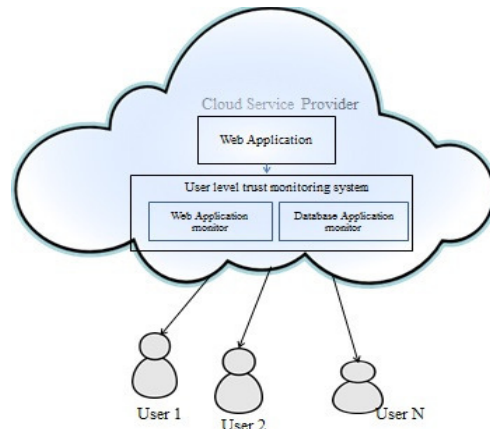 Cloud Service Provider
Web Application
User level trust monitoring system
Web Application
monitor
Database Application
monitor
User 1
User 2
User N